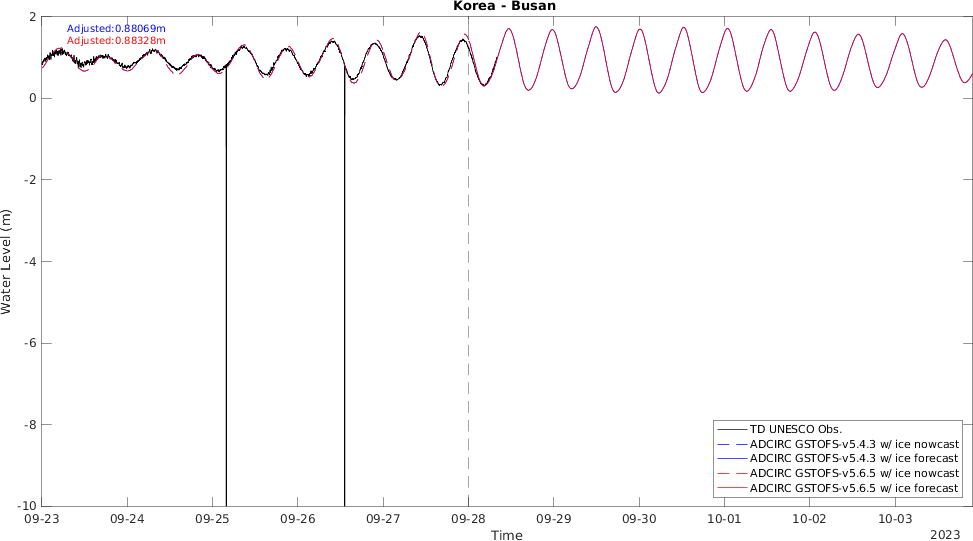 Korea - Busan
Adjusted:0.88069m
Adjusted:0.88328m
Water Level (m)
2
0
-2
-4
-6
-8
-10
TD UNESCO Obs.
ADCIRC GSTOFS-v5.4.3 w/ ice nowcast
ADCIRC GSTOFS-v5.4.3 w/ ice forecast
ADCIRC GSTOFS-v5.6.5 w/ ice nowcast
ADCIRC GSTOFS-v5.6.5 w/ ice forecast
09-23 09-24 09-25 09-26 09-27 09-28 09-29 09-30 10-01 10-02 10-03
Time
2023